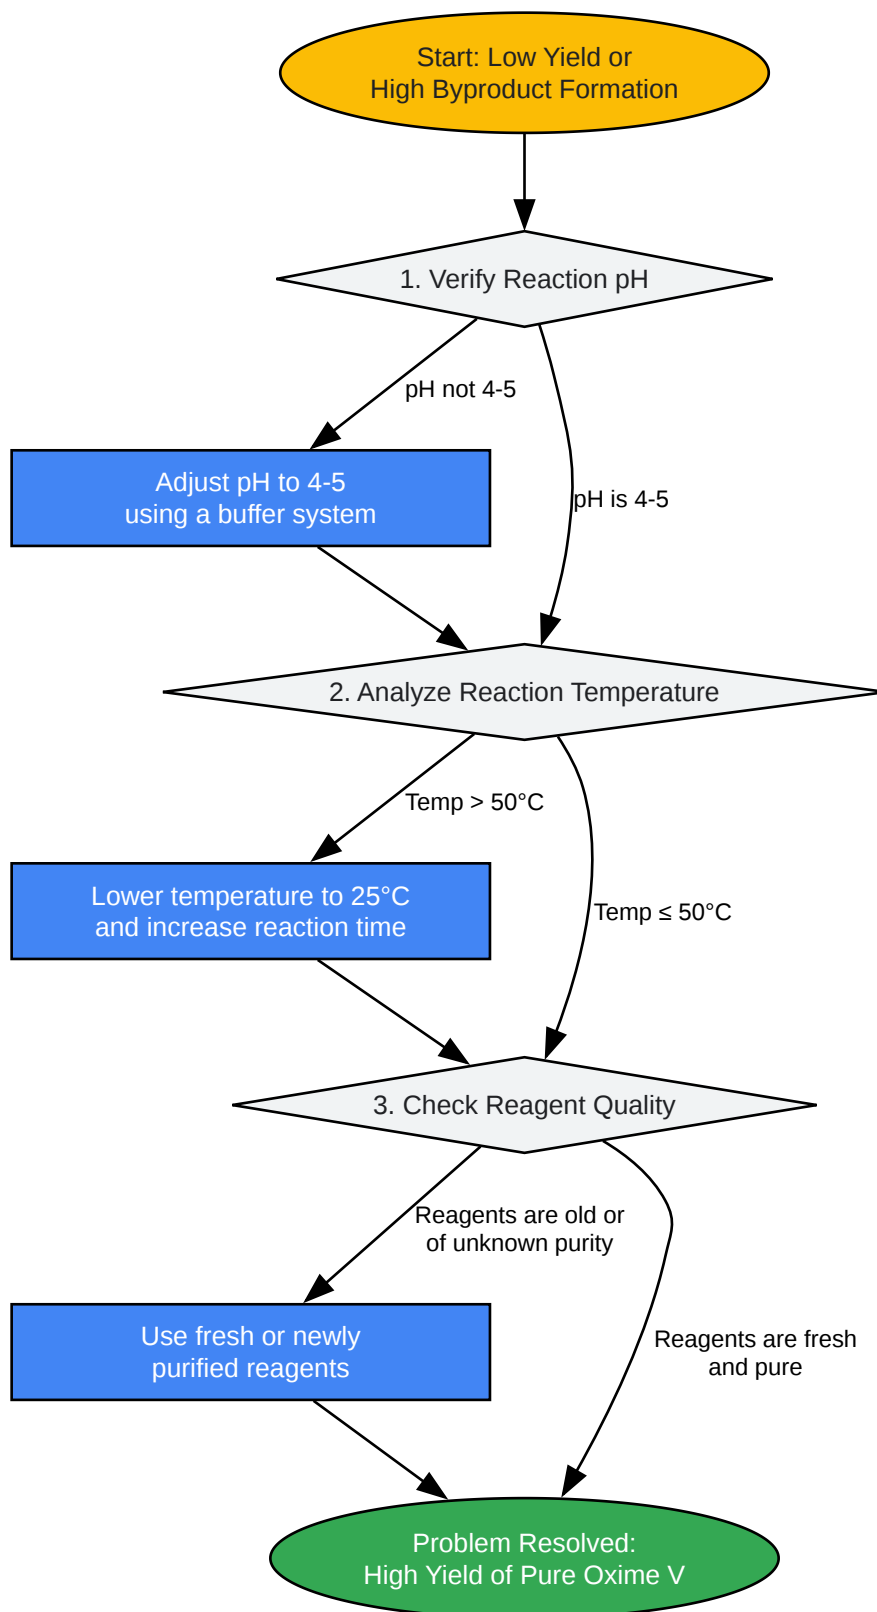 Start: Low Yield or
High Byproduct Formation
1. Verify Reaction pH
pH not 4-5
Adjust pH to 4-5
using a buffer system
pH is 4-5
2. Analyze Reaction Temperature
Temp > 50°C
Lower temperature to 25°C
and increase reaction time
Temp ≤ 50°C
3. Check Reagent Quality
Reagents are old or
of unknown purity
Use fresh or newly
purified reagents
Reagents are fresh
and pure
Problem Resolved:
High Yield of Pure Oxime V